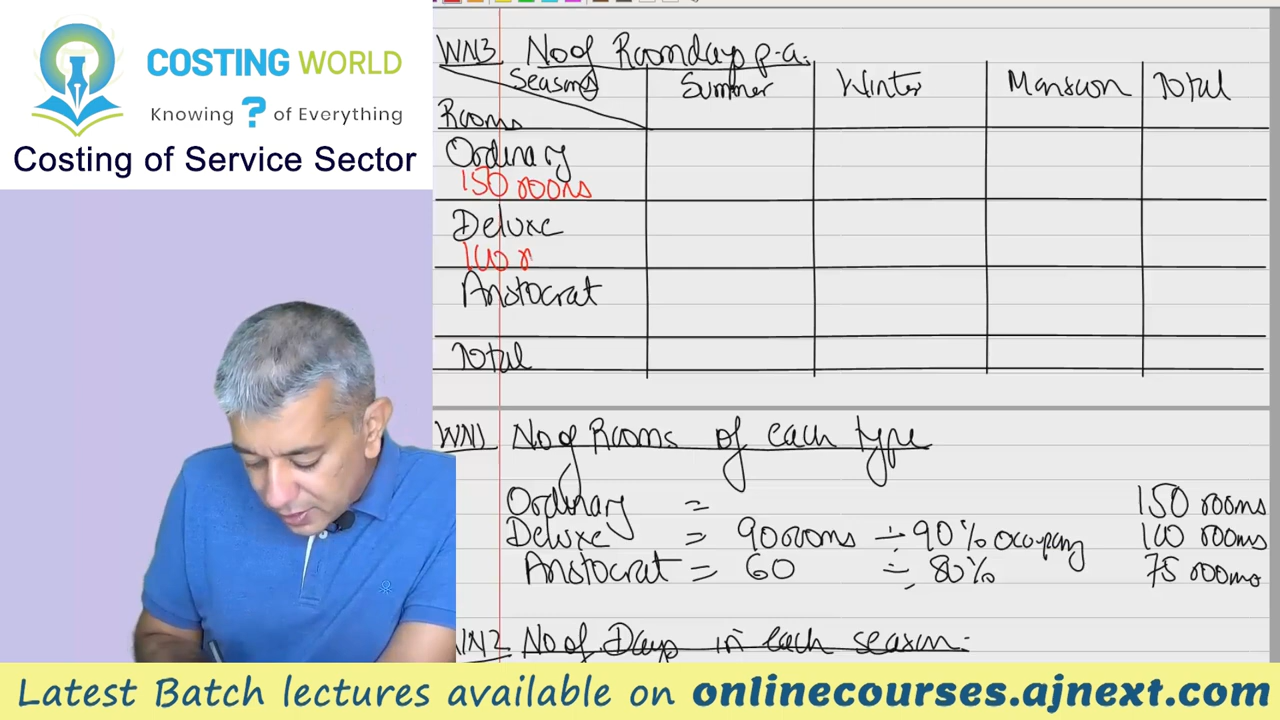 COSTING WORLD
Knowing ? of Everything
Costing of Service Sector
WN3 No of Roomdays p.a.
Seasons Summer Winter Mansoon Total
Rooms
Ordinary
150 rooms
Deluxe
100 r
Aristocrat
Total
WN1 No of Rooms of each type
Ordinary = 150 rooms
Deluxe = 90 rooms ÷ 90% occupany 100 rooms
Aristocrat = 60 ÷ 80% 75 rooms
WN2 No of Days in each season:
Latest Batch lectures available on onlinecourses.ajnext.com